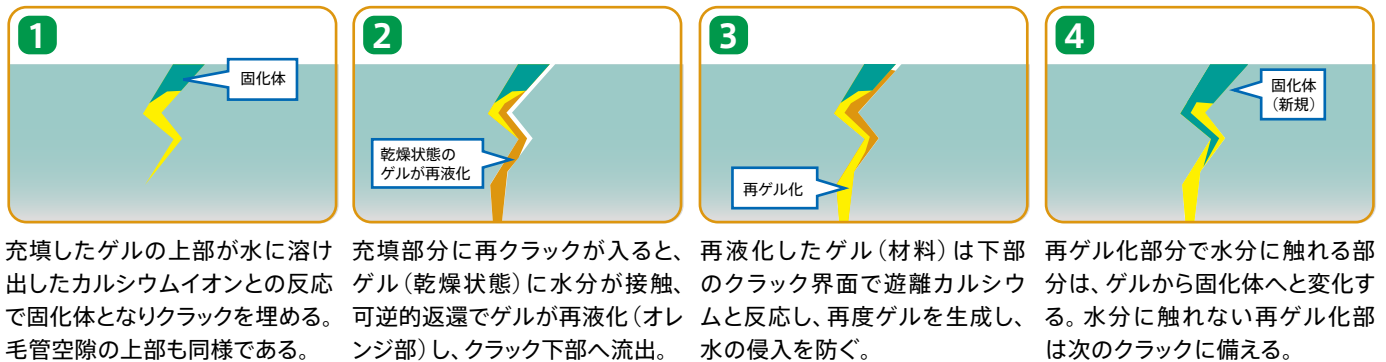 1
固化体
充填したゲルの上部が水に溶け
出したカルシウムイオンとの反応
で固化体となりクラックを埋める。
毛管空隙の上部も同様である。
2
乾燥状態の
ゲルが再液化
充填部分に再クラックが入ると、
ゲル（乾燥状態）に水分が接触、
可逆的返還でゲルが再液化（オレ
ンジ部）し、クラック下部へ流出。
3
再ゲル化
再液化したゲル（材料）は下部
のクラック界面で遊離カルシウ
ムと反応し、再度ゲルを生成し、
水の侵入を防ぐ。
4
固化体
（新規）
再ゲル化部分で水分に触れる部
分は、ゲルから固化体へと変化す
る。水分に触れない再ゲル化部
は次のクラックに備える。